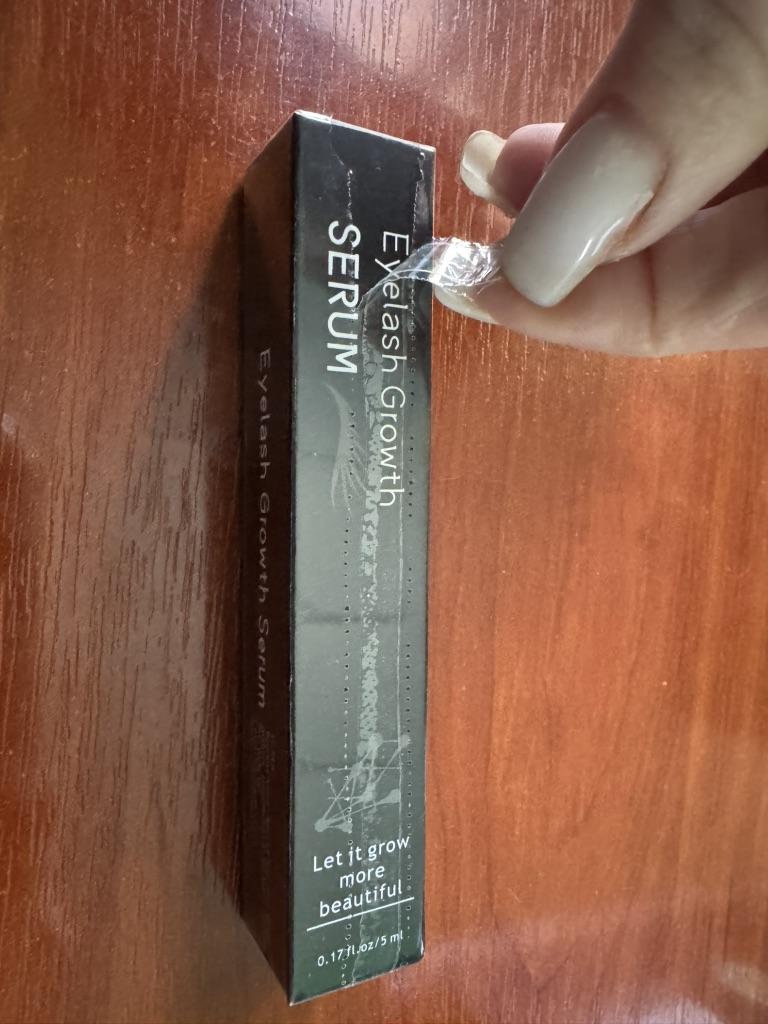 Eyelash Growth
SERUM
Let it grow
more
beautiful
0.17 fl.oz/5 ml
Eyelash Growth Serum